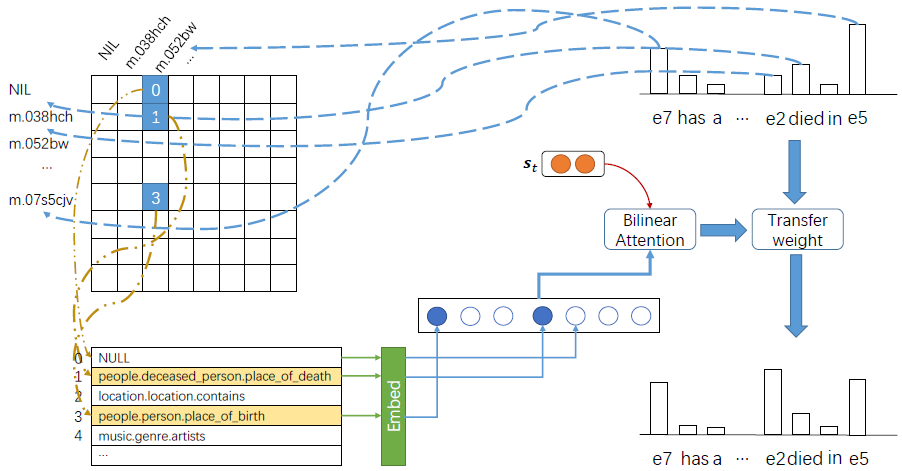 NIL
m.038hch
m.052bw
...
NIL
m.038hch
m.052bw
...
m.07s5cjv
0
1
3
e7 has a ... e2 died in e5
s_t
Bilinear
Attention
Transfer
weight
0 NULL
1 people.deceased_person.place_of_death
2 location.location.contains
3 people.person.place_of_birth
4 music.genre.artists
...
Embed
e7 has a ... e2 died in e5